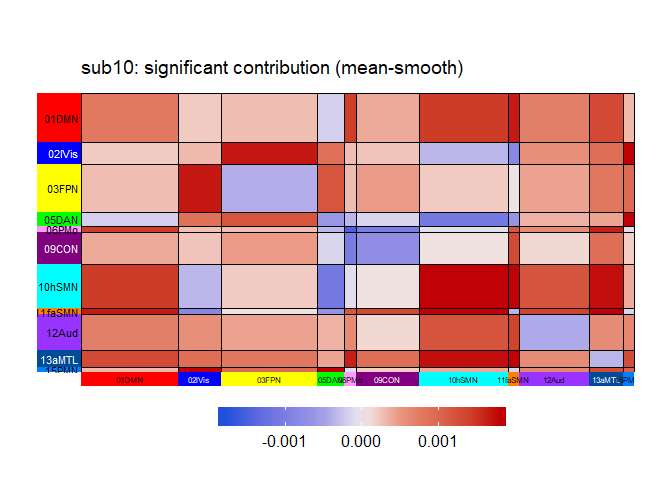 sub10: significant contribution (mean-smooth)
01DMN
02lVis
03FPN
05DAN
06PMo
09CON
10hSMN
11faSMN
12Aud
13aMTL
15PMN
01DMN 02lVis 03FPN 05DAN 06PMo 09CON 10hSMN 11faSMN 12Aud 13aMTL
-0.001 0.000 0.001